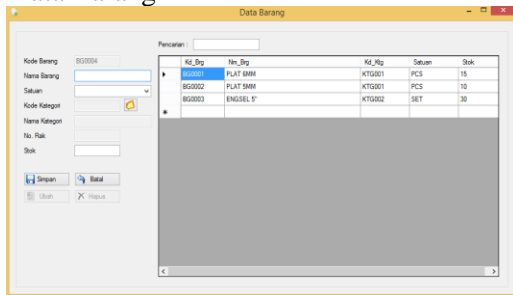 Data Barang
Pencarian :
Kode Barang BG0004
Nama Barang
Satuan
Kode Kategori
Nama Kategori
No. Rak
Stok
Simpan Batal
Ubah Hapus
Kd_Brg Nm_Brg Kd_Ktg Satuan Stok
BG0001 PLAT 6MM KTG001 PCS 15
BG0002 PLAT 5MM KTG001 PCS 10
BG0003 ENGSEL 5" KTG002 SET 30